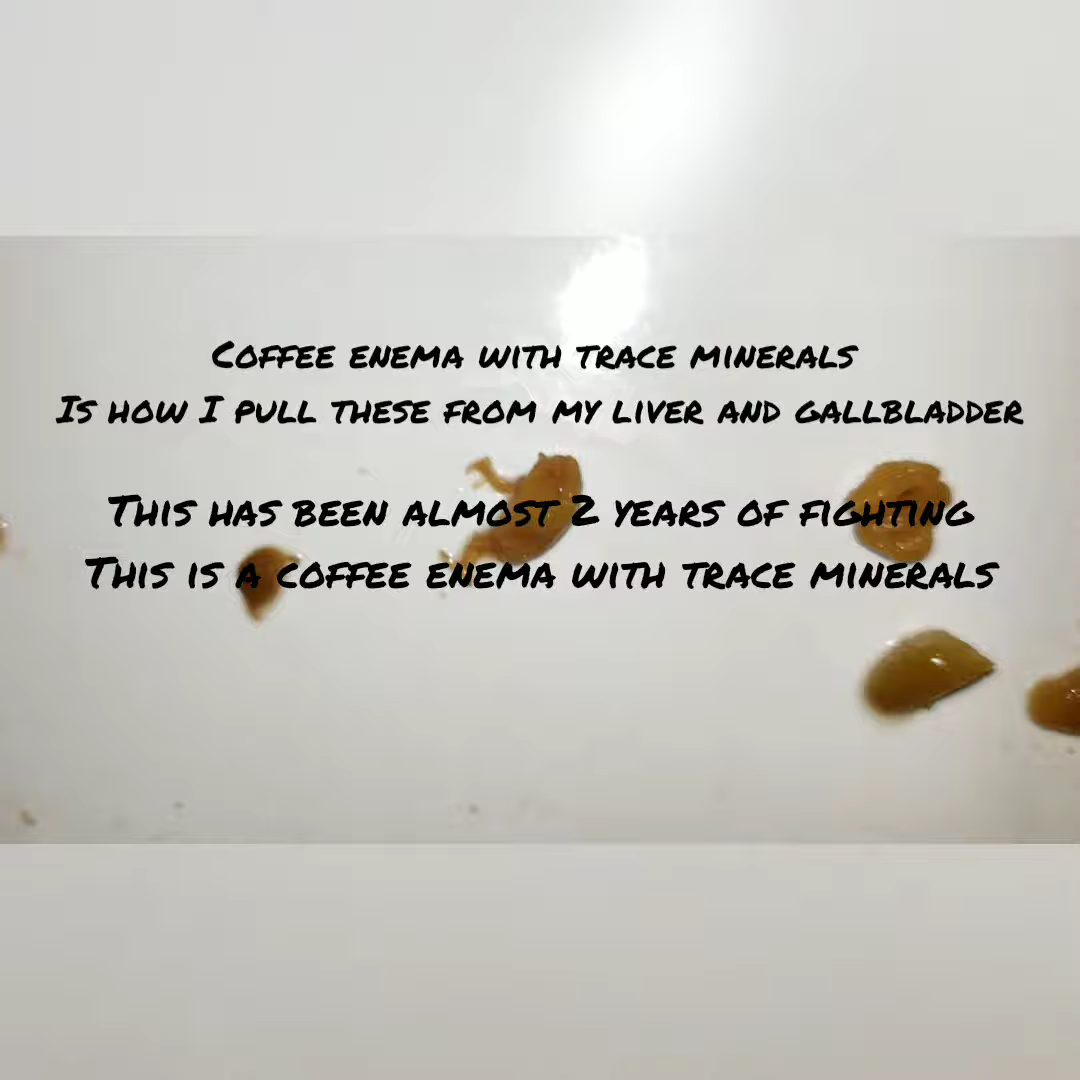 Coffee enema with trace minerals
Is how I pull these from my liver and gallbladder
This has been almost 2 years of fighting
This is a coffee enema with trace minerals